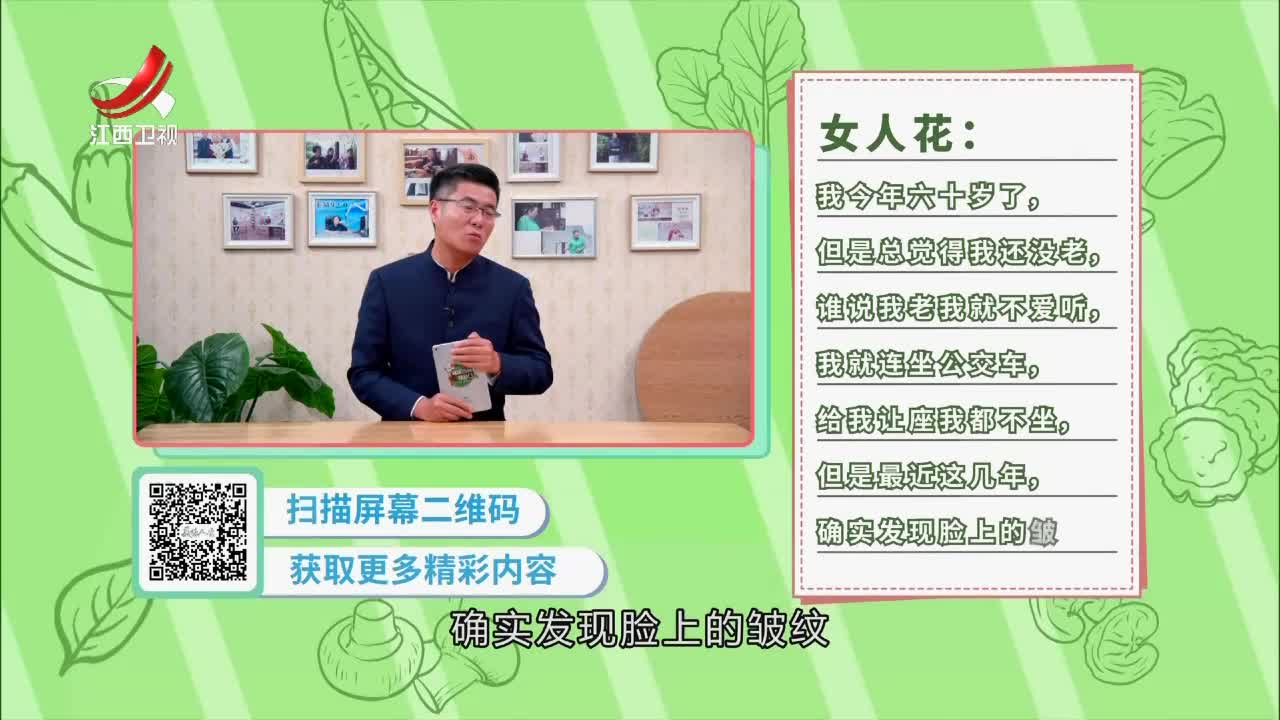 江西卫视
女人花：
我今年六十岁了，
但是总觉得我还没老，
谁说我老我就不爱听，
我就连坐公交车，
给我让座我都不坐，
但是最近这几年，
确实发现脸上的皱
扫描屏幕二维码
获取更多精彩内容
确实发现脸上的皱纹